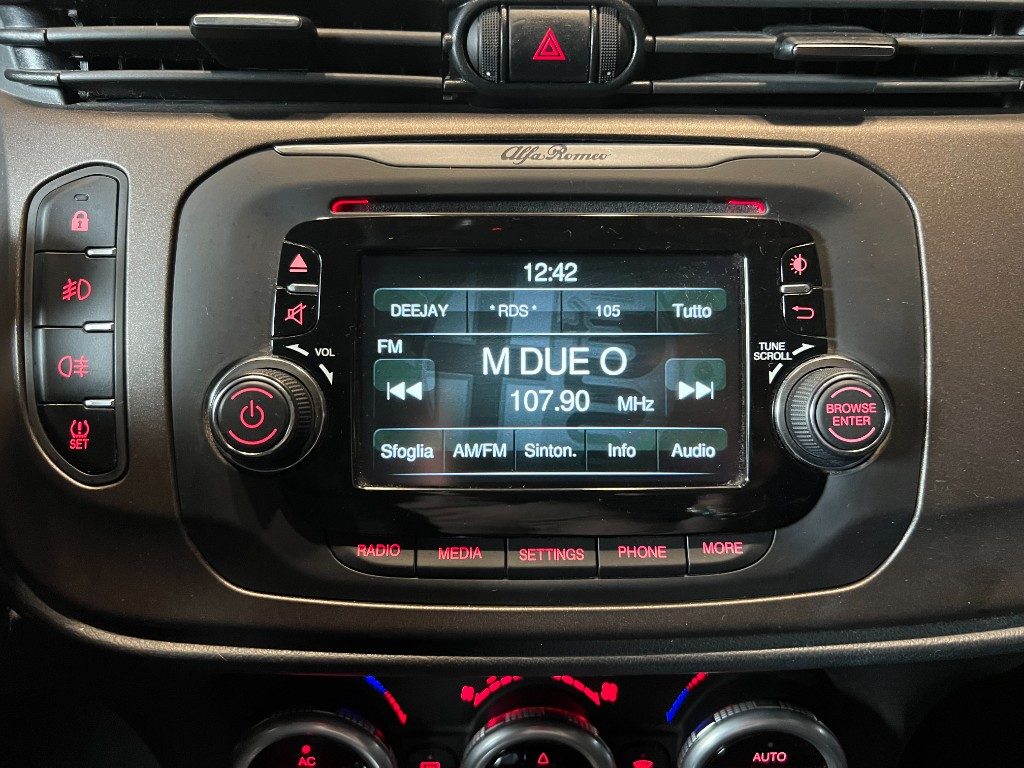 Alfa Romeo
12:42
DEEJAY * RDS * 105 Tutto
VOL
TUNE
SCROLL
FM
M DUE O
107.90 MHz
BROWSE
ENTER
SET
Sfoglia AM/FM Sinton. Info Audio
RADIO MEDIA SETTINGS PHONE MORE
AC
AUTO